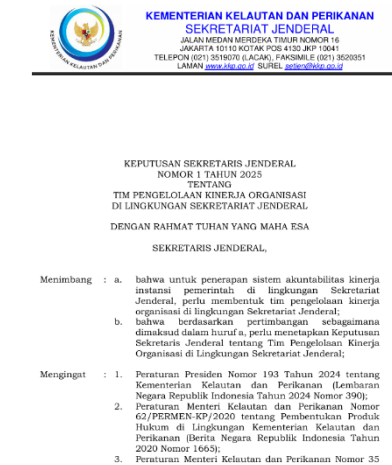 KEMENTERIAN KELAUTAN DAN PERIKANAN
SEKRETARIAT JENDERAL
JALAN MEDAN MERDEKA TIMUR NOMOR 16
JAKARTA 10110 KOTAK POS 4130 JKP 10041
TELEPON (021) 3519070 (LACAK), FAKSIMILE (021) 3520351
LAMAN www.kkp.go.id SUREL setjen@kkp.go.id
KEMENTERIAN KELAUTAN DAN PERIKANAN
KEPUTUSAN SEKRETARIS JENDERAL
NOMOR 1 TAHUN 2025
TENTANG
TIM PENGELOLAAN KINERJA ORGANISASI
DI LINGKUNGAN SEKRETARIAT JENDERAL
DENGAN RAHMAT TUHAN YANG MAHA ESA
SEKRETARIS JENDERAL,
Menimbang : a. bahwa untuk penerapan sistem akuntabilitas kinerja
instansi pemerintah di lingkungan Sekretariat
Jenderal, perlu membentuk tim pengelolaan kinerja
organisasi di lingkungan Sekretariat Jenderal;
b. bahwa berdasarkan pertimbangan sebagaimana
dimaksud dalam huruf a, perlu menetapkan Keputusan
Sekretaris Jenderal tentang Tim Pengelolaan Kinerja
Organisasi di Lingkungan Sekretariat Jenderal;
Mengingat : 1. Peraturan Presiden Nomor 193 Tahun 2024 tentang
Kementerian Kelautan dan Perikanan (Lembaran
Negara Republik Indonesia Tahun 2024 Nomor 390);
2. Peraturan Menteri Kelautan dan Perikanan Nomor
62/PERMEN-KP/2020 tentang Pembentukan Produk
Hukum di Lingkungan Kementerian Kelautan dan
Perikanan (Berita Negara Republik Indonesia Tahun
2020 Nomor 1665);
3. Peraturan Menteri Kelautan dan Perikanan Nomor 35